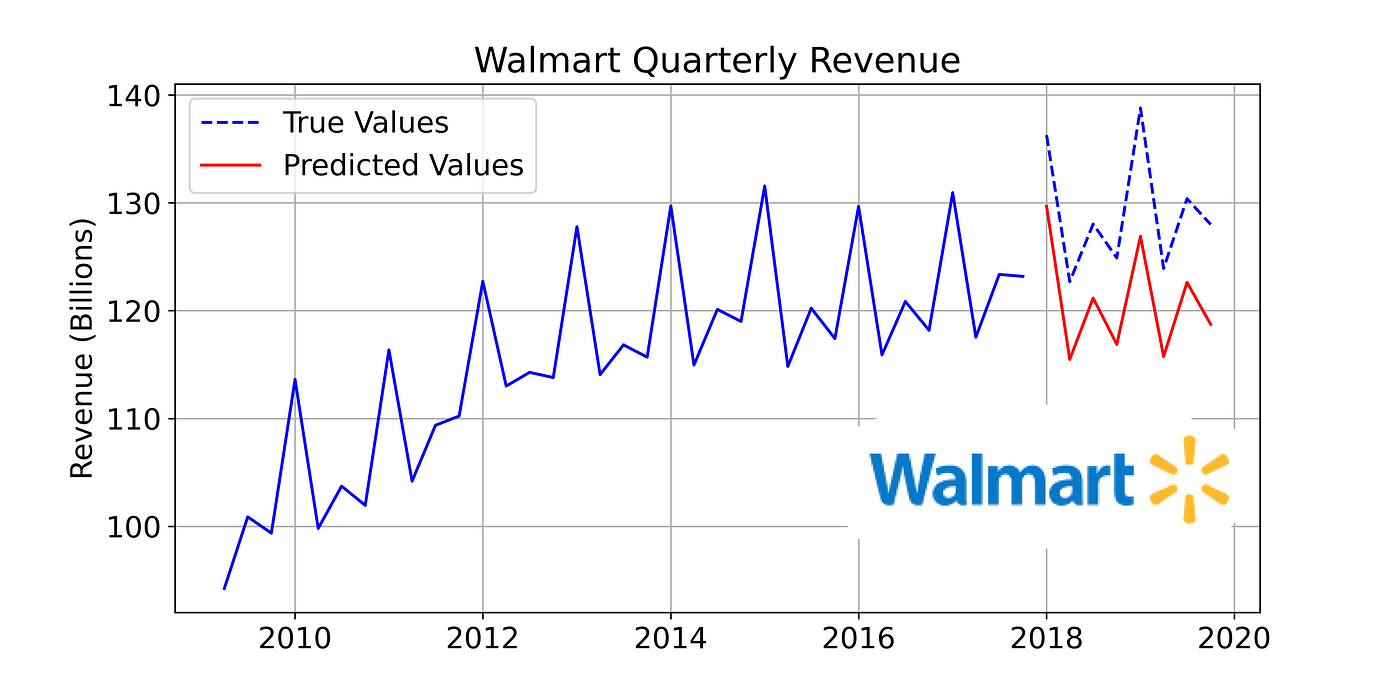 Walmart Quarterly Revenue
140
True Values
Predicted Values
130
120
110
100
Revenue (Billions)
Walmart
2010 2012 2014 2016 2018 2020